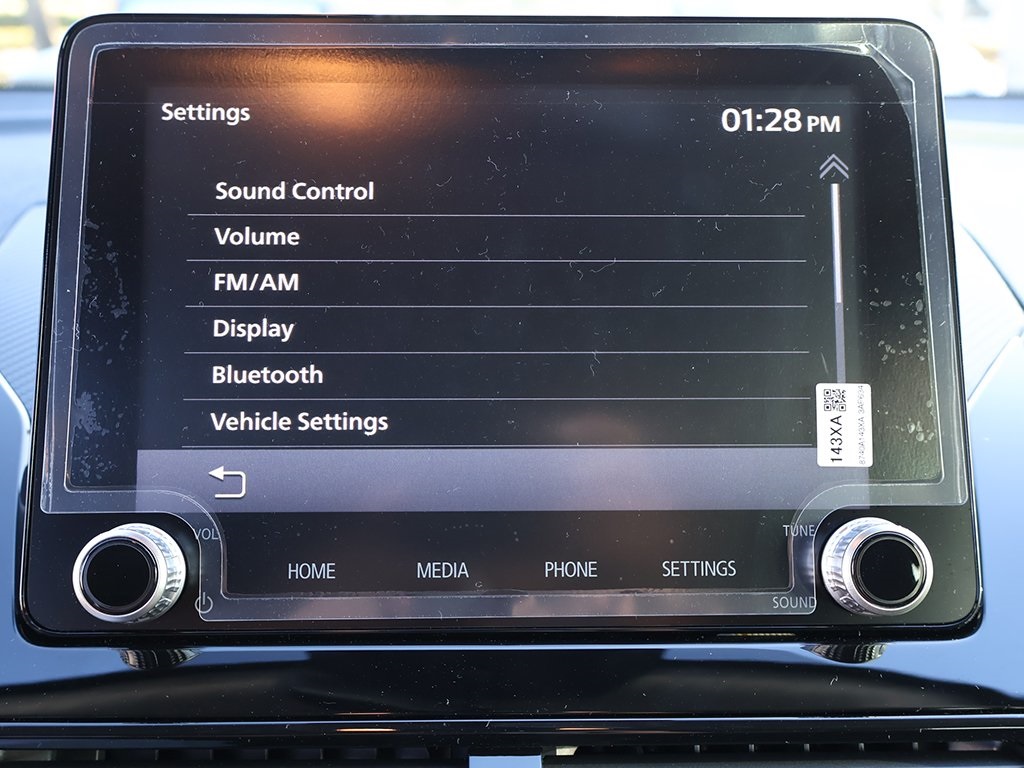 Settings
01:28 PM
Sound Control
Volume
FM/AM
Display
Bluetooth
Vehicle Settings
143XA
VOL
TUNE
HOME
MEDIA
PHONE
SETTINGS
SOUND